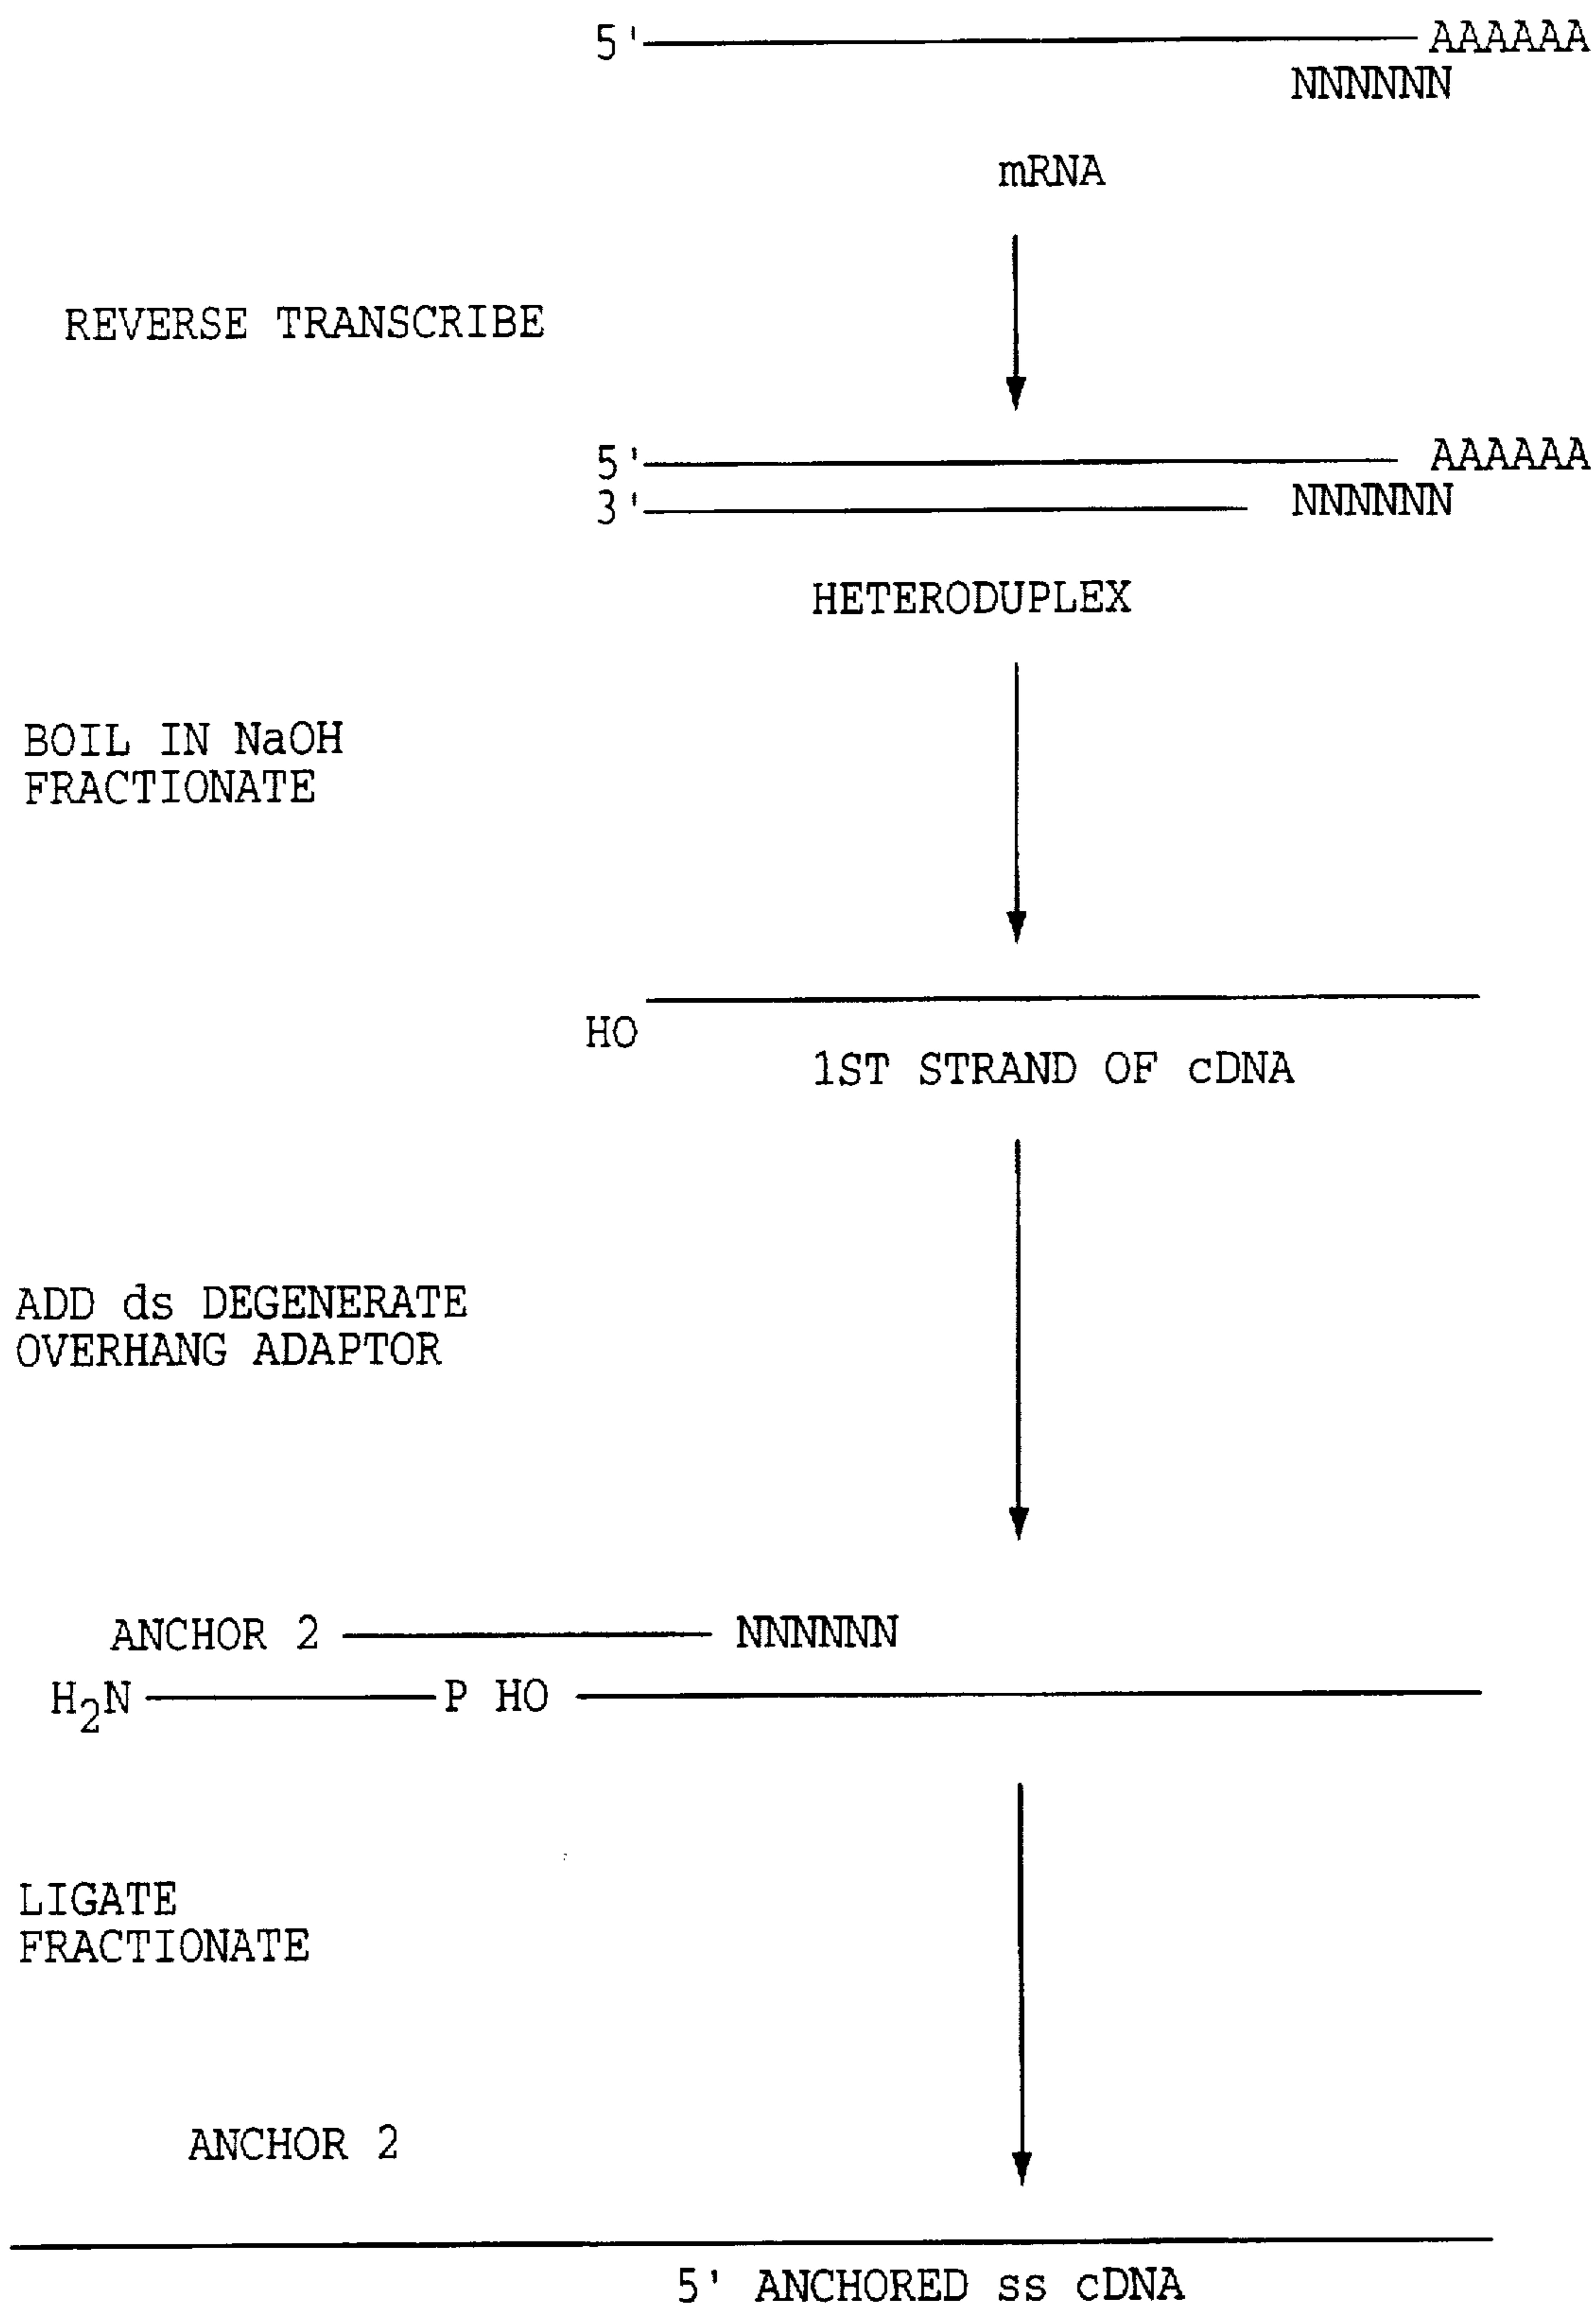 5' AAAAAA
NNNNNN
mRNA
REVERSE TRANSCRIBE
5' AAAAAA
3' NNNNNN
HETERODUPLEX
BOIL IN NaOH
FRACTIONATE
HO
1ST STRAND OF cDNA
ADD ds DEGENERATE
OVERHANG ADAPTOR
ANCHOR 2 NNNNNN
H2N P HO
LIGATE
FRACTIONATE
ANCHOR 2
5' ANCHORED ss cDNA